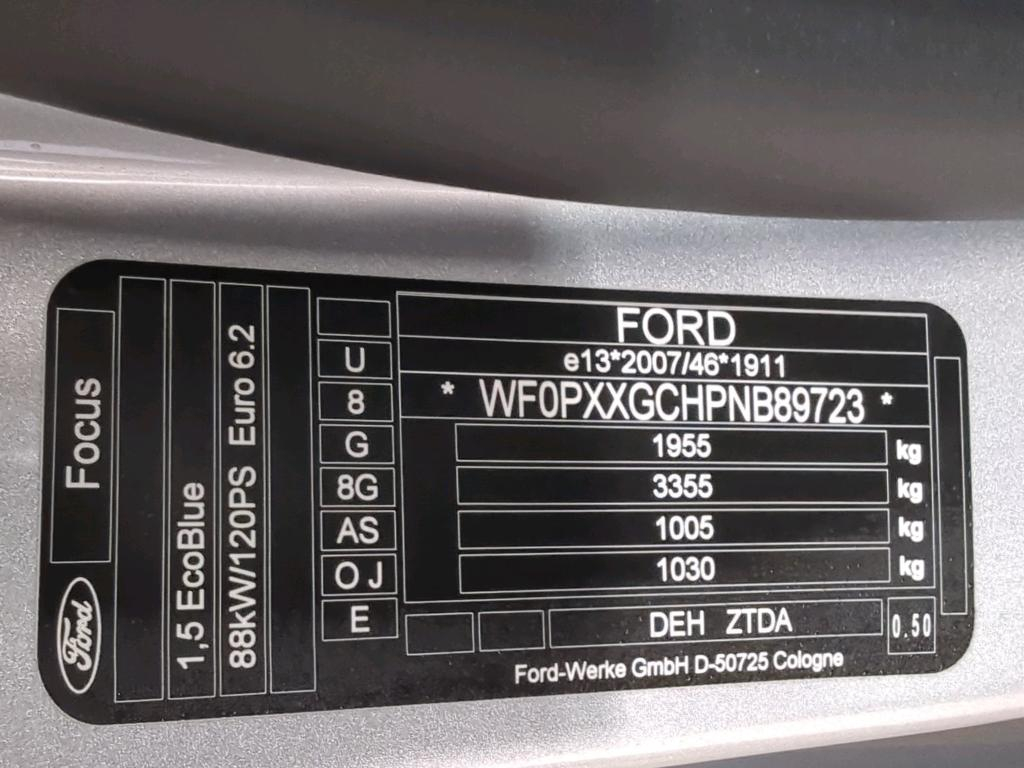 FORD
e13*2007/46*1911
* WF0PXXGCHPNB89723 *
1955 kg
3355 kg
1005 kg
1030 kg
DEH ZTDA
0.50
Ford-Werke GmbH D-50725 Cologne
U
8
G
8G
AS
OJ
E
Focus
Ford
1,5 EcoBlue
88kW/120PS Euro 6.2